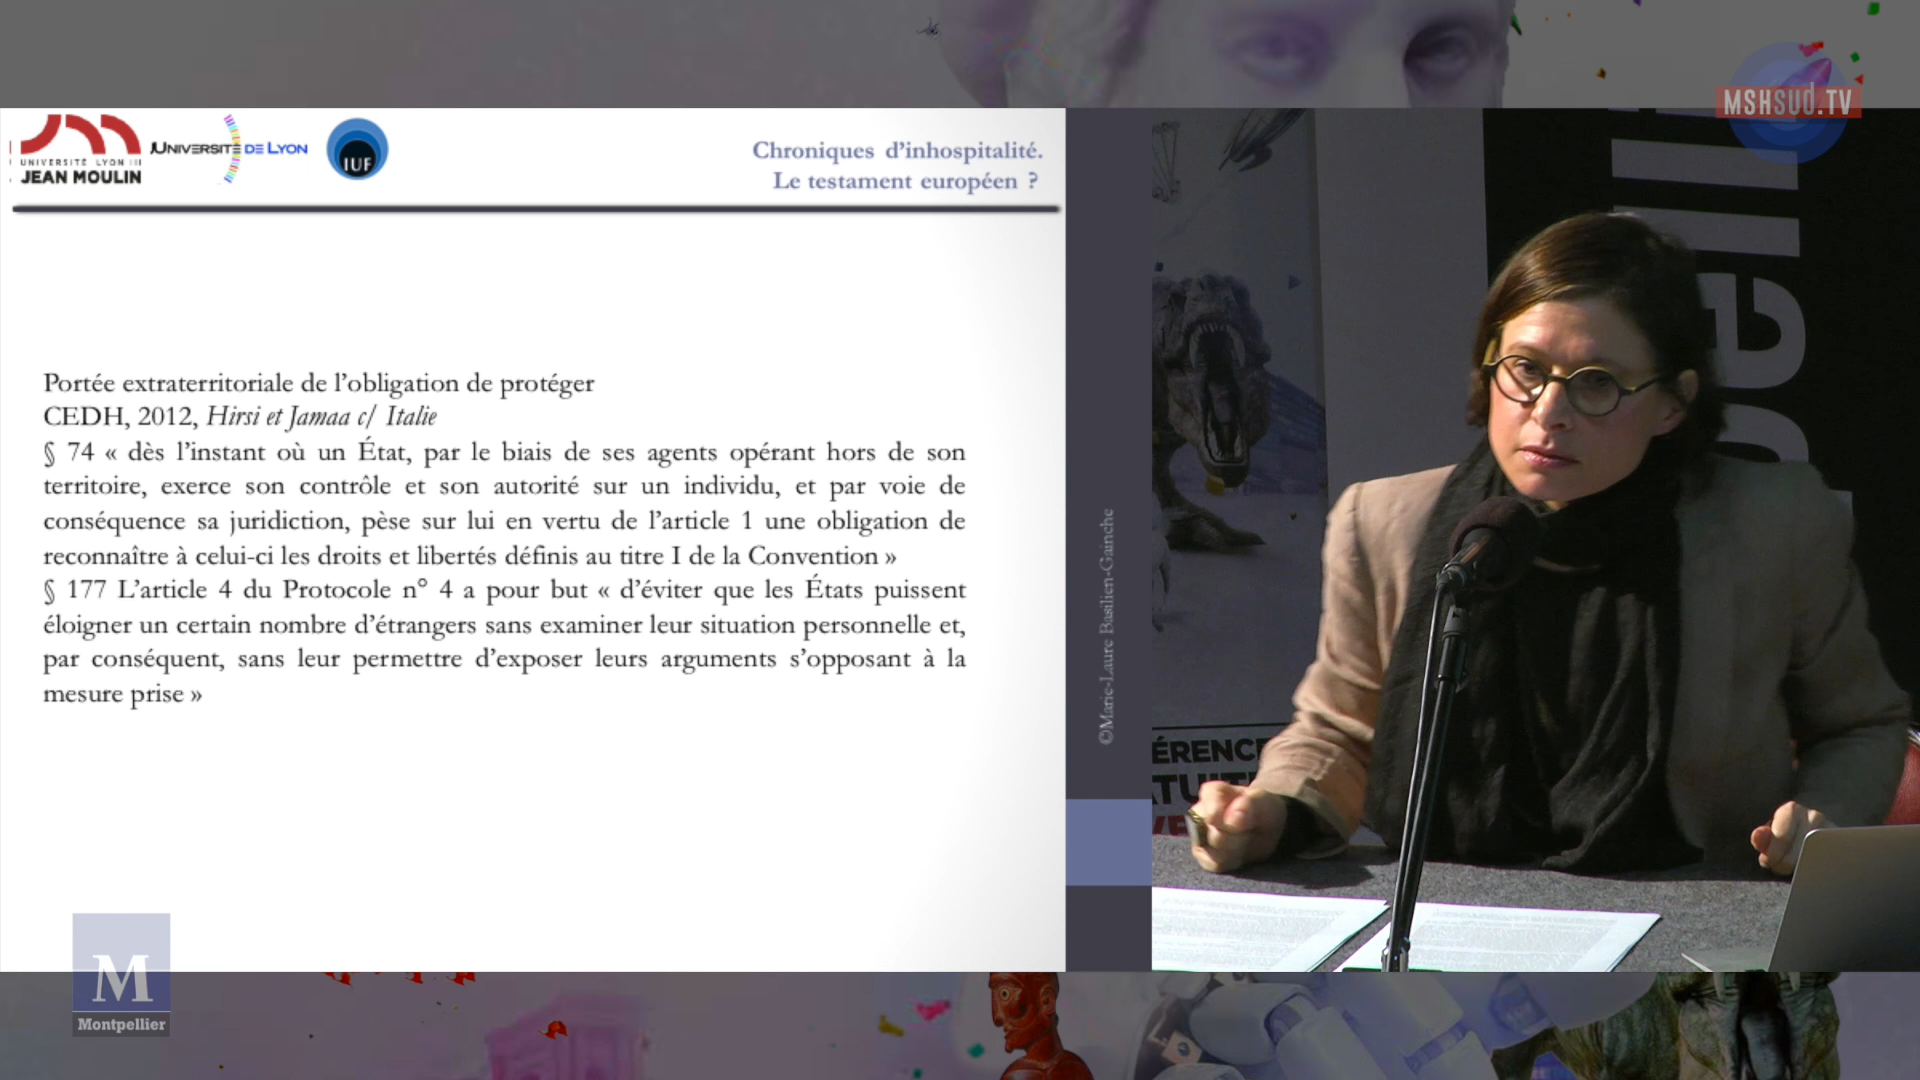 MSHSUD.TV
UNIVERSITÉ LYON III
JEAN MOULIN
UNIVERSITÉ DE LYON
IUF
Chroniques d'inhospitalité.
Le testament européen ?
Portée extraterritoriale de l'obligation de protéger
CEDH, 2012, Hirsi et Jamaa c/ Italie
§ 74 « dès l'instant où un État, par le biais de ses agents opérant hors de son
territoire, exerce son contrôle et son autorité sur un individu, et par voie de
conséquence sa juridiction, pèse sur lui en vertu de l'article 1 une obligation de
reconnaître à celui-ci les droits et libertés définis au titre I de la Convention »
§ 177 L'article 4 du Protocole n° 4 a pour but « d'éviter que les États puissent
éloigner un certain nombre d'étrangers sans examiner leur situation personnelle et,
par conséquent, sans leur permettre d'exposer leurs arguments s'opposant à la
mesure prise »
©Marie-Laure Basilien-Gainche
M
Montpellier